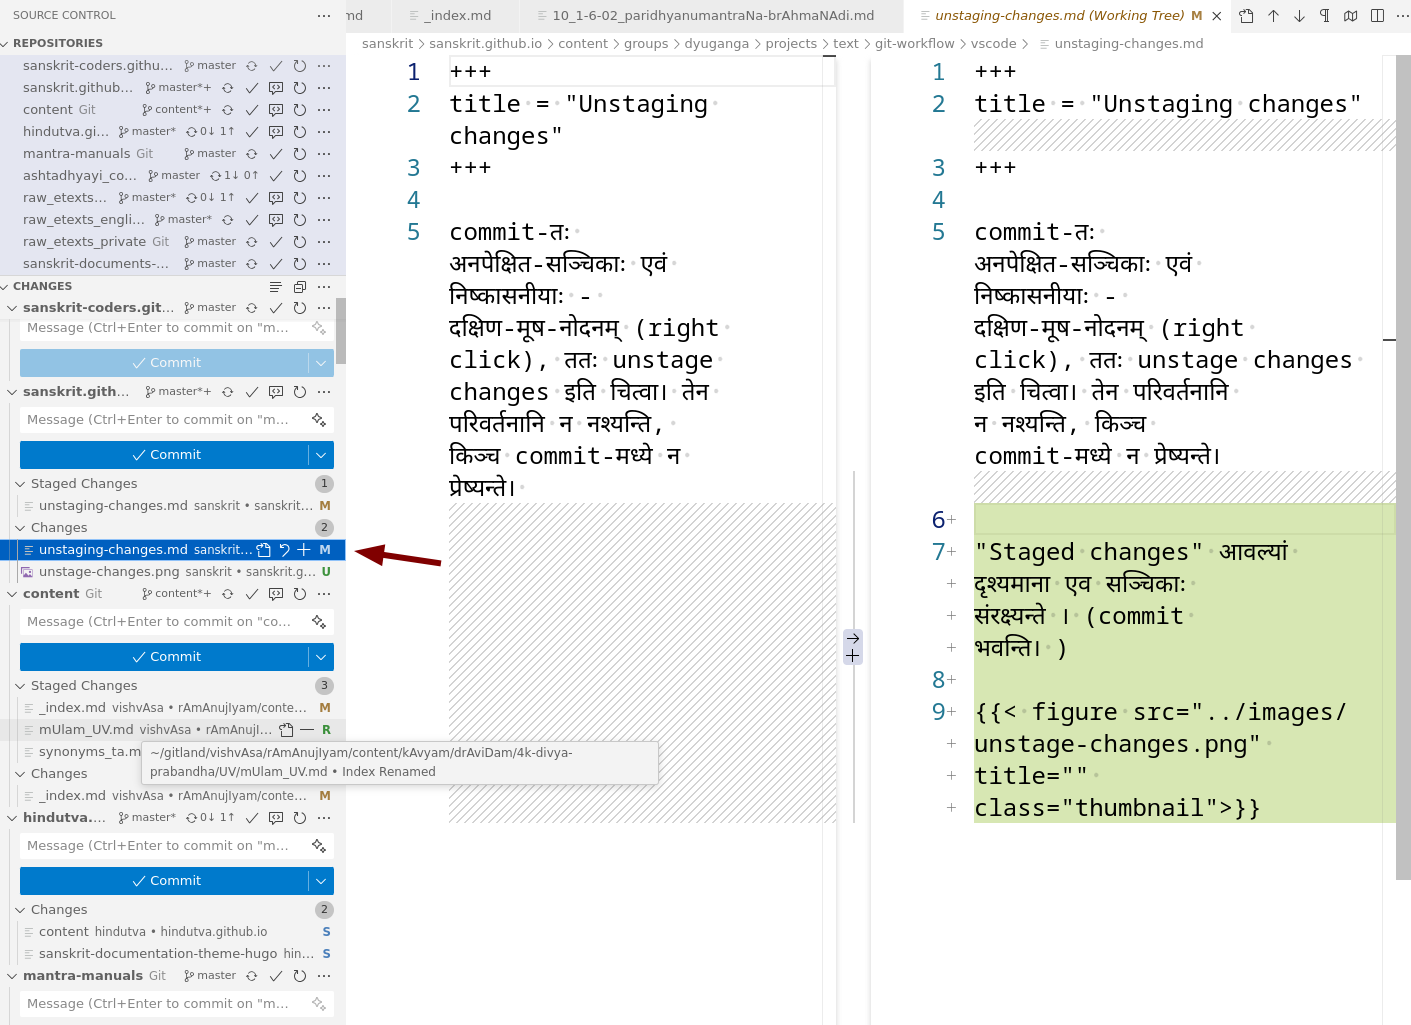 SOURCE CONTROL
md
_index.md
10_1-6-02_paridhyanumantraNa-brAhmaNAdi.md
unstaging-changes.md (Working Tree) M
sanskrit > sanskrit.github.io > content > groups > dyuganga > projects > text > git-workflow > vscode > unstaging-changes.md
REPOSITORIES
sanskrit-coders.githu... master
sanskrit.github... master*+
content Git content*+
hindutva.gi... master* 0↓ 1↑
mantra-manuals Git master
ashtadhyayi_co... master 1↓ 0↑
raw_etexts... master* 0↓ 1↑
raw_etexts_engli... master*
raw_etexts_private Git master
sanskrit-documents-... master
CHANGES
sanskrit-coders.git... master
Message (Ctrl+Enter to commit on "m...
Commit
sanskrit.gith... master*+
Message (Ctrl+Enter to commit on "m...
Commit
Staged Changes 1
unstaging-changes.md sanskrit • sanskrit... M
Changes 2
unstaging-changes.md sanskrit... M
unstage-changes.png sanskrit • sanskrit.g... U
content Git content*+
Message (Ctrl+Enter to commit on "co...
Commit
Staged Changes 3
_index.md vishvAsa • rAmAnujIyam/conte... M
mUlam_UV.md vishvAsa • rAmAnujI... R
synonyms_ta.m
~/gitland/vishvAsa/rAmAnujIyam/content/kAvyam/drAviDam/4k-divya-
prabandha/UV/mUlam_UV.md • Index Renamed
Changes
_index.md vishvAsa • rAmAnujIyam/conte... M
hindutva.... master* 0↓ 1↑
Message (Ctrl+Enter to commit on "m...
Commit
Changes 2
content hindutva • hindutva.github.io S
sanskrit-documentation-theme-hugo hin... S
mantra-manuals Git master
Message (Ctrl+Enter to commit on "m...
1 +++
2 title = "Unstaging
changes"
3 +++
4
5 commit-तः
अनपेक्षित-सञ्चिकाः एवं
निष्कासनीयाः -
दक्षिण-मूष-नोदनम् (right
click), ततः unstage
changes इति चित्वा। तेन
परिवर्तनानि न नश्यन्ति,
किञ्च commit-मध्ये न
प्रेष्यन्ते।
1 +++
2 title = "Unstaging changes"
3 +++
4
5 commit-तः
अनपेक्षित-सञ्चिकाः एवं
निष्कासनीयाः -
दक्षिण-मूष-नोदनम् (right
click), ततः unstage changes
इति चित्वा। तेन परिवर्तनानि
न नश्यन्ति, किञ्च
commit-मध्ये न प्रेष्यन्ते।
6+
7+ "Staged changes" आवल्यां
+ दृश्यमाना एव सञ्चिकाः
+ संरक्ष्यन्ते । (commit
+ भवन्ति। )
8+
9+ {{< figure src="../images/
+ unstage-changes.png"
+ title=""
+ class="thumbnail">}}